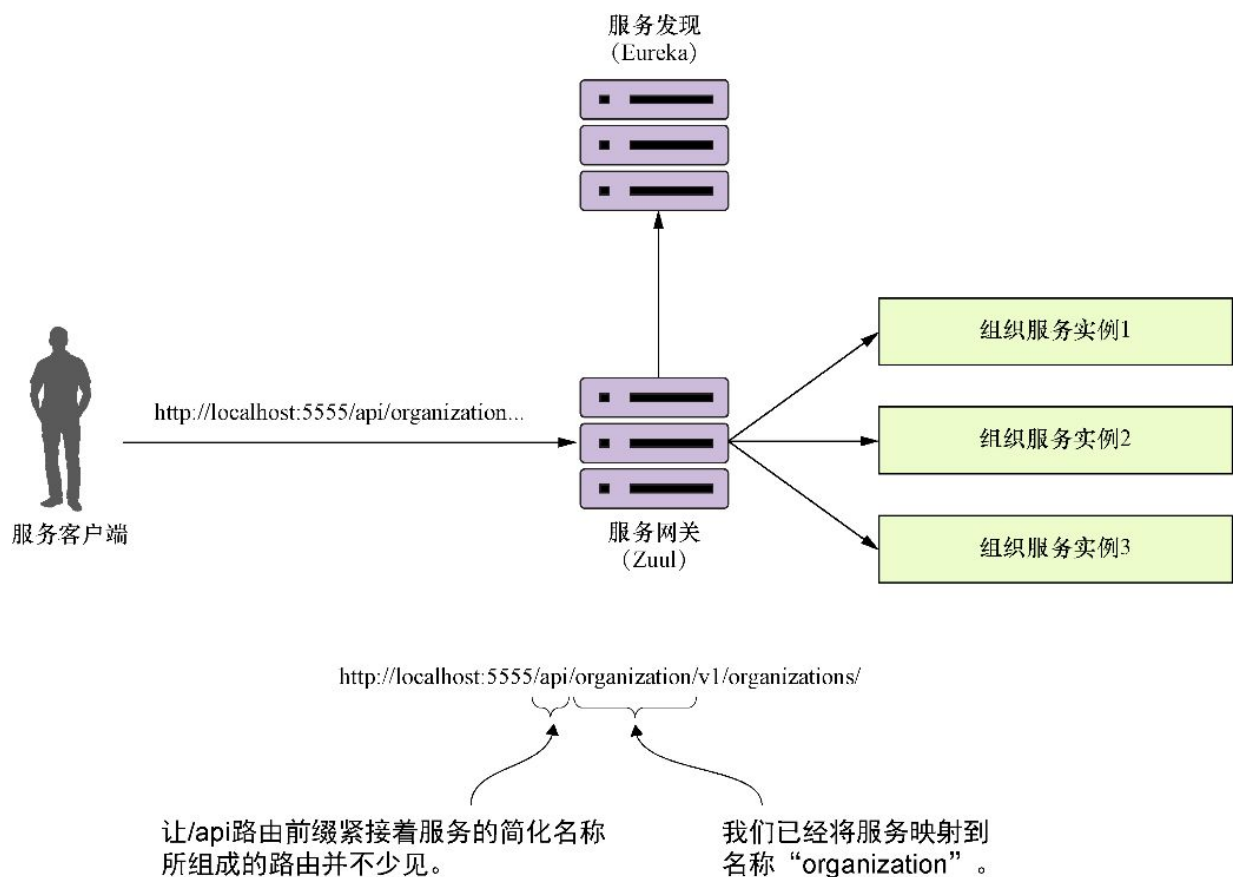 服务发现
(Eureka)
组织服务实例1
http://localhost:5555/api/organization...
组织服务实例2
服务客户端
服务网关
(Zuul)
组织服务实例3
http://localhost:5555/api/organization/v1/organizations/
让/api路由前缀紧接着服务的简化名称
所组成的路由并不少见。
我们已经将服务映射到
名称“organization”。